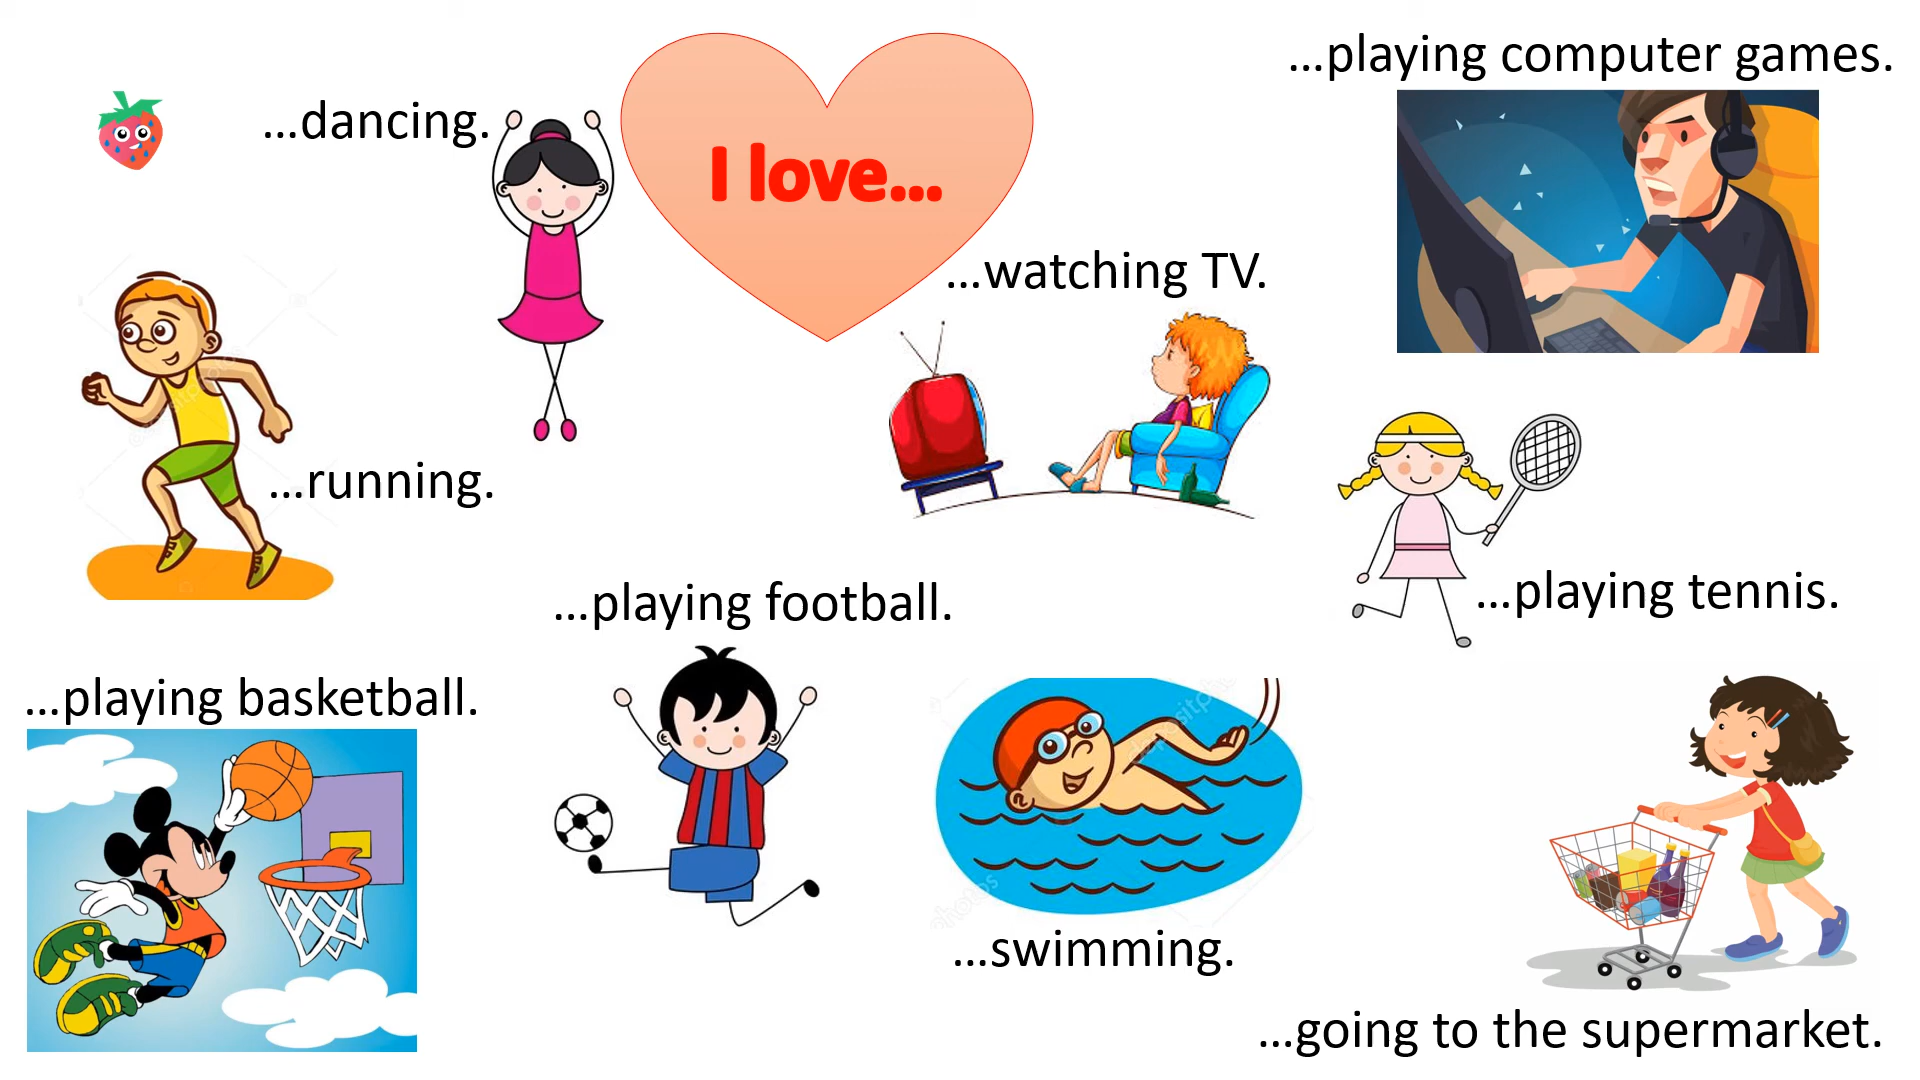 ...playing computer games.
...dancing.
I love...
...watching TV.
...running.
...playing football.
...playing tennis.
...playing basketball.
...swimming.
...going to the supermarket.